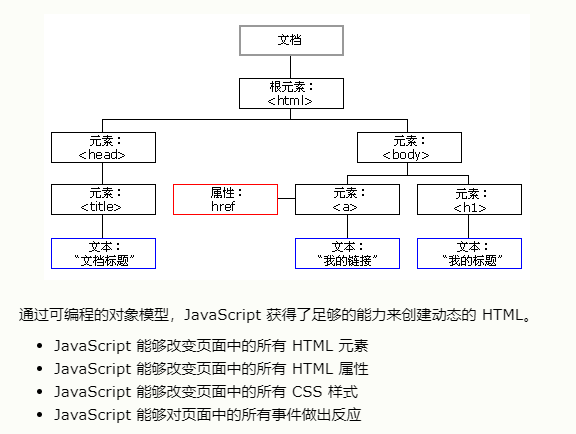 文档
根元素：
<html>
元素：
<head>
元素：
<body>
元素：
<title>
属性：
href
元素：
<a>
元素：
<h1>
文本：
“文档标题”
文本：
“我的链接”
文本：
“我的标题”
通过可编程的对象模型，JavaScript 获得了足够的能力来创建动态的 HTML。
• JavaScript 能够改变页面中的所有 HTML 元素
• JavaScript 能够改变页面中的所有 HTML 属性
• JavaScript 能够改变页面中的所有 CSS 样式
• JavaScript 能够对页面中的所有事件做出反应